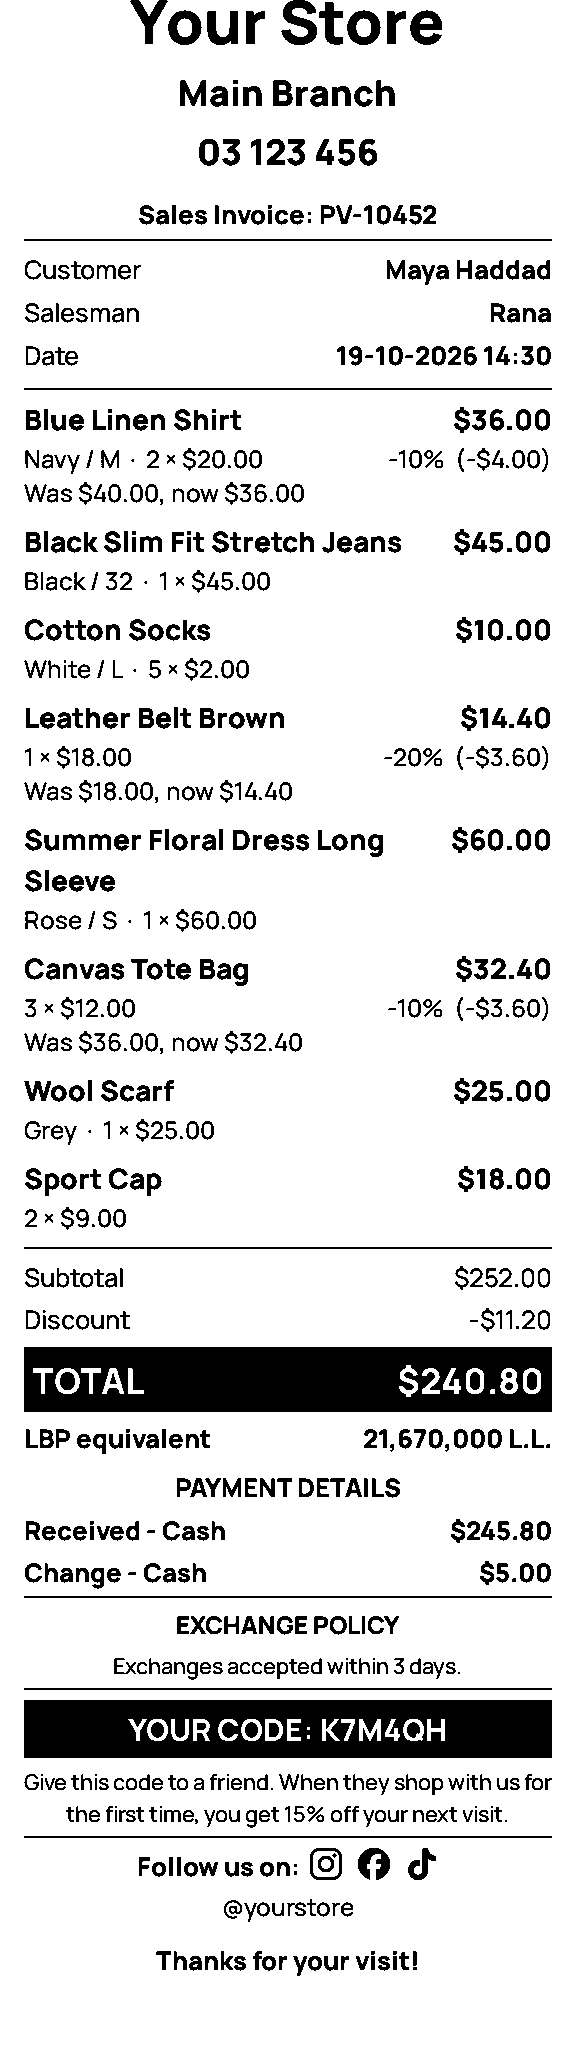 Your Store
Main Branch
03 123 456
Sales Invoice: PV-10452
Customer Maya Haddad
Salesman Rana
Date 19-10-2026 14:30
Blue Linen Shirt $36.00
Navy / M · 2 × $20.00 -10% (-$4.00)
Was $40.00, now $36.00
Black Slim Fit Stretch Jeans $45.00
Black / 32 · 1 × $45.00
Cotton Socks $10.00
White / L · 5 × $2.00
Leather Belt Brown $14.40
1 × $18.00 -20% (-$3.60)
Was $18.00, now $14.40
Summer Floral Dress Long $60.00
Sleeve
Rose / S · 1 × $60.00
Canvas Tote Bag $32.40
3 × $12.00 -10% (-$3.60)
Was $36.00, now $32.40
Wool Scarf $25.00
Grey · 1 × $25.00
Sport Cap $18.00
2 × $9.00
Subtotal $252.00
Discount -$11.20
TOTAL $240.80
LBP equivalent 21,670,000 L.L.
PAYMENT DETAILS
Received - Cash $245.80
Change - Cash $5.00
EXCHANGE POLICY
Exchanges accepted within 3 days.
YOUR CODE: K7M4QH
Give this code to a friend. When they shop with us for
the first time, you get 15% off your next visit.
Follow us on:
@yourstore
Thanks for your visit!